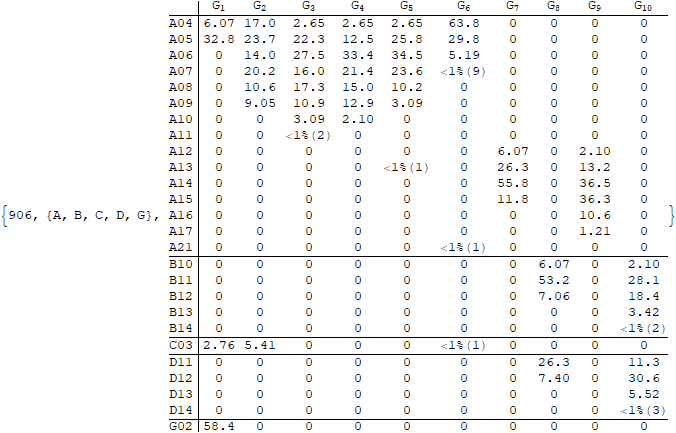 G1 G2 G3 G4 G5 G6 G7 G8 G9 G10
A04 6.07 17.0 2.65 2.65 2.65 63.8 0 0 0 0
A05 32.8 23.7 22.3 12.5 25.8 29.8 0 0 0 0
A06 0 14.0 27.5 33.4 34.5 5.19 0 0 0 0
A07 0 20.2 16.0 21.4 23.6 <1%(9) 0 0 0 0
A08 0 10.6 17.3 15.0 10.2 0 0 0 0 0
A09 0 9.05 10.9 12.9 3.09 0 0 0 0 0
A10 0 0 3.09 2.10 0 0 0 0 0 0
A11 0 0 <1%(2) 0 0 0 0 0 0 0
A12 0 0 0 0 0 0 6.07 0 2.10 0
A13 0 0 0 0 <1%(1) 0 26.3 0 13.2 0
A14 0 0 0 0 0 0 55.8 0 36.5 0
A15 0 0 0 0 0 0 11.8 0 36.3 0
{906, {A, B, C, D, G}, A16 0 0 0 0 0 0 0 0 10.6 0 }
A17 0 0 0 0 0 0 0 0 1.21 0
A21 0 0 0 0 0 <1%(1) 0 0 0 0
B10 0 0 0 0 0 0 0 6.07 0 2.10
B11 0 0 0 0 0 0 0 53.2 0 28.1
B12 0 0 0 0 0 0 0 7.06 0 18.4
B13 0 0 0 0 0 0 0 0 0 3.42
B14 0 0 0 0 0 0 0 0 0 <1%(2)
C03 2.76 5.41 0 0 0 <1%(1) 0 0 0 0
D11 0 0 0 0 0 0 0 26.3 0 11.3
D12 0 0 0 0 0 0 0 7.40 0 30.6
D13 0 0 0 0 0 0 0 0 0 5.52
D14 0 0 0 0 0 0 0 0 0 <1%(3)
G02 58.4 0 0 0 0 0 0 0 0 0